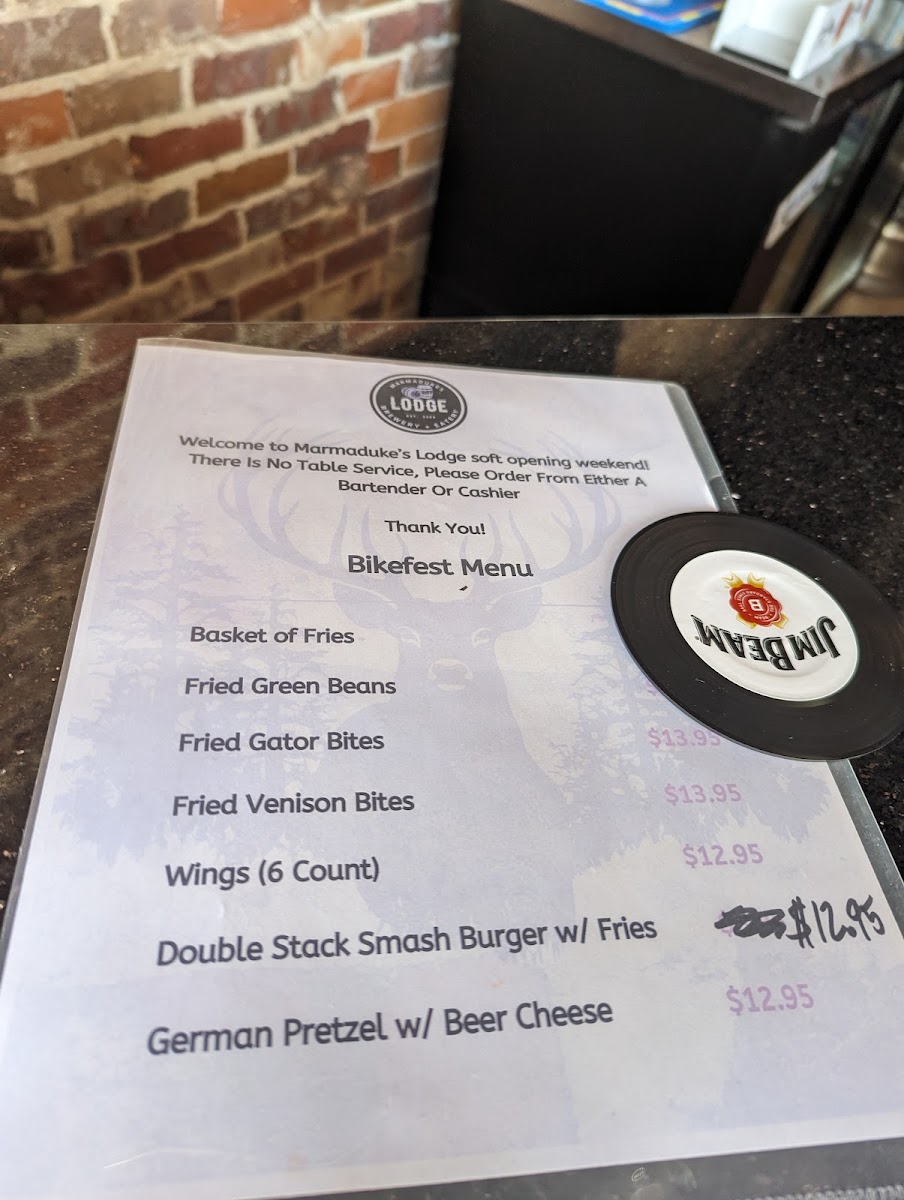 MARMADUKES
LODGE
BREWERY + EATERY
Welcome to Marmaduke's Lodge soft opening weekend!
There Is No Table Service, Please Order From Either A
Bartender Or Cashier
Thank You!
Bikefest Menu
Basket of Fries
Fried Green Beans
Fried Gator Bites $13.95
Fried Venison Bites $13.95
Wings (6 Count) $12.95
Double Stack Smash Burger w/ Fries $12.95
German Pretzel w/ Beer Cheese $12.95
JIM BEAM
B